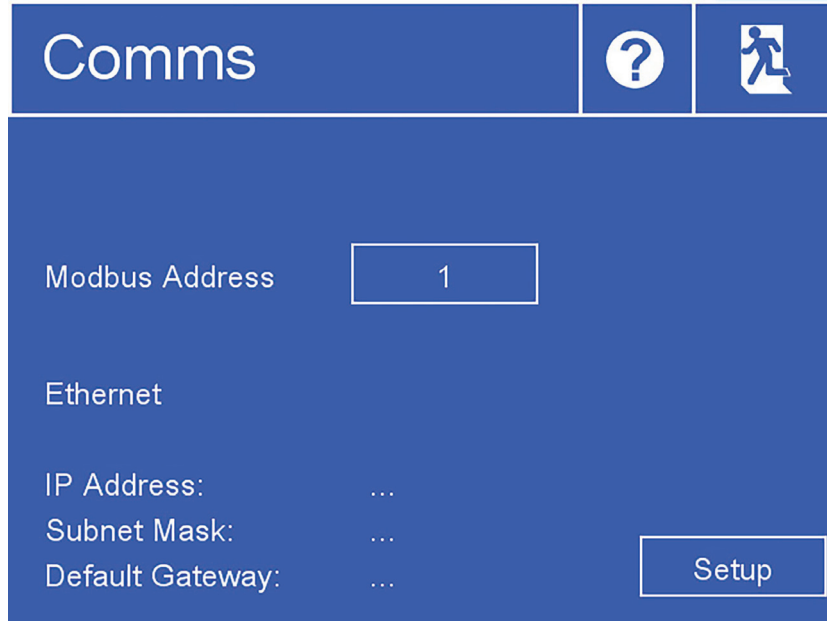 Comms ?
Modbus Address 1
Ethernet
IP Address: ...
Subnet Mask: ...
Default Gateway: ...
Setup